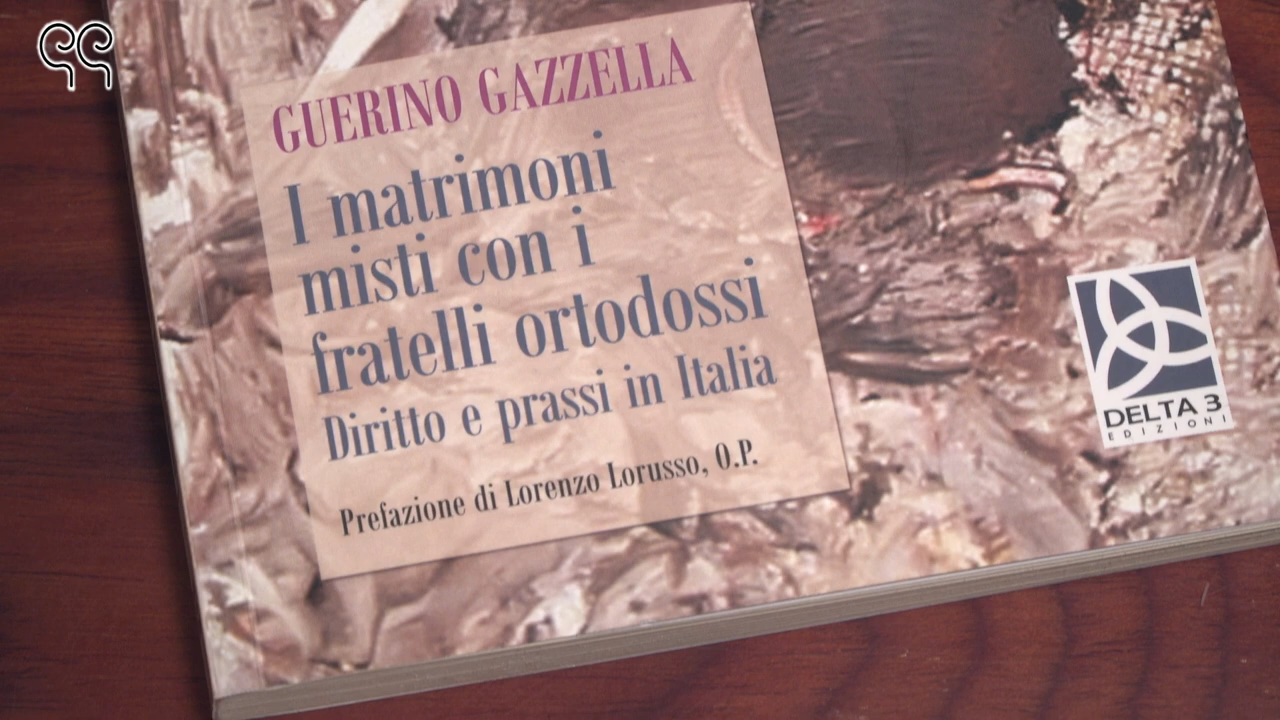 GUERINO GAZZELLA
I matrimoni
misti con i
fratelli ortodossi
Diritto e prassi in Italia
Prefazione di Lorenzo Lorusso, O.P.
DELTA 3
EDIZIONI